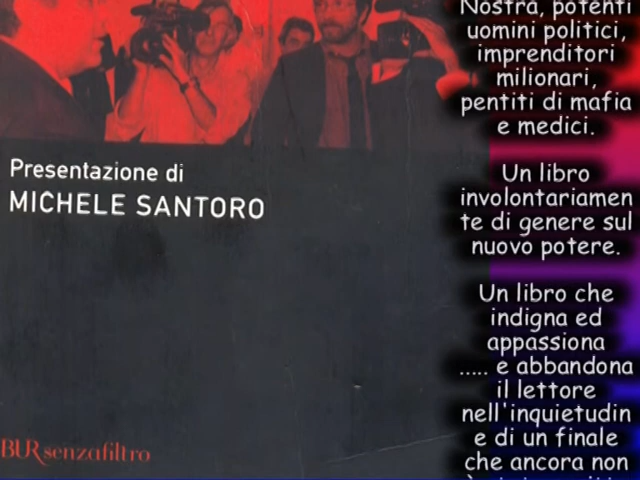 Presentazione di
MICHELE SANTORO
BUR senzafiltro
Nostra, potenti
uomini politici,
imprenditori
milionari,
pentiti di mafia
e medici.
Un libro
involontariamen
te di genere sul
nuovo potere.
Un libro che
indigna ed
appassiona
..... e abbandona
il lettore
nell'inquietudin
e di un finale
che ancora non